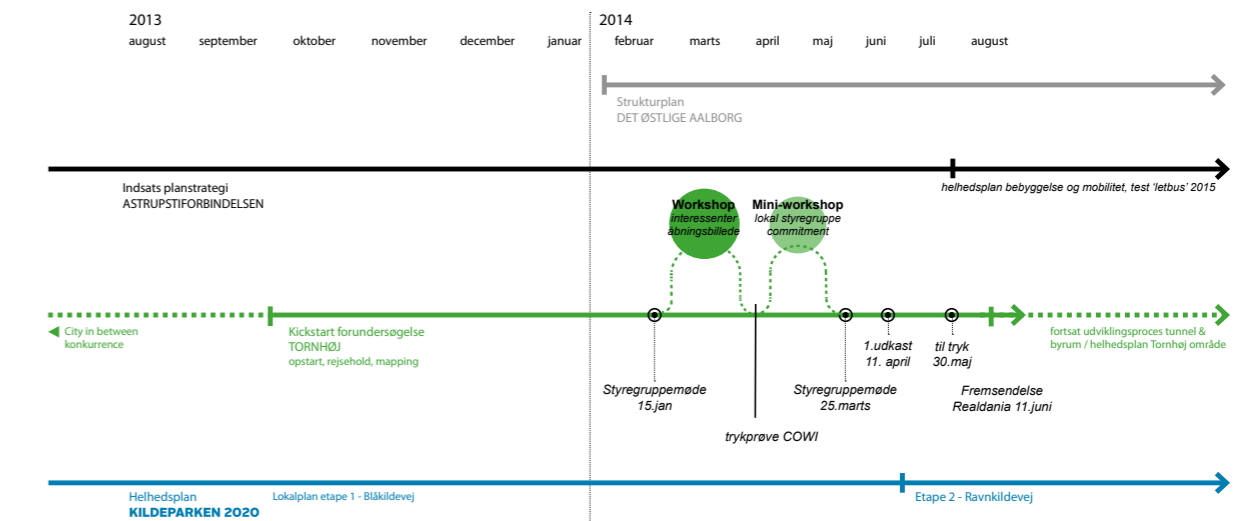 2013
2014
august september oktober november december januar februar marts april maj juni juli august
Strukturplan
DET ØSTLIGE AALBORG
Indsats planstrategi
ASTRUPSTIFORBINDELSEN
helhedsplan bebyggelse og mobilitet, test ‘letbus’ 2015
Workshop
interessenter
åbningsbillede
Mini-workshop
lokal styregruppe
commitment
City in between
konkurrence
Kickstart forundersøgelse
TORNHØJ
opstart, rejsehold, mapping
fortsat udviklingsproces tunnel &
byrum / helhedsplan Tornhøj område
1.udkast
11. april
til tryk
30.maj
Styregruppemøde
15.jan
Styregruppemøde
25.marts
Fremsendelse
Realdania 11.juni
trykprøve COWI
Helhedsplan
KILDEPARKEN 2020
Lokalplan etape 1 - Blåkildevej
Etape 2 - Ravnkildevej